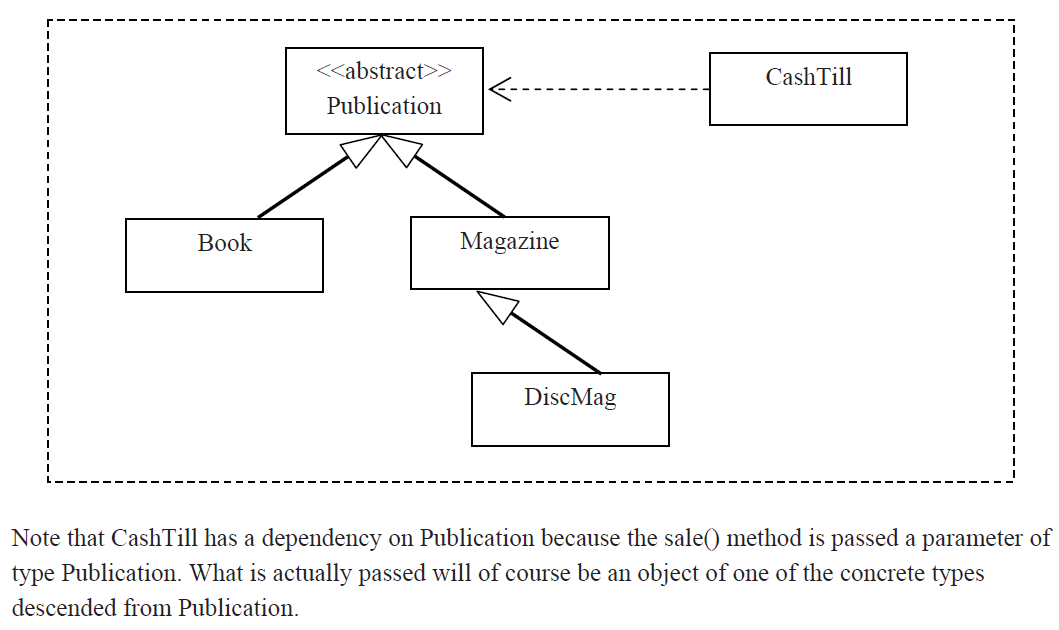 <<abstract>>
Publication
CashTill
Book
Magazine
DiscMag
Note that CashTill has a dependency on Publication because the sale() method is passed a parameter of
type Publication. What is actually passed will of course be an object of one of the concrete types
descended from Publication.